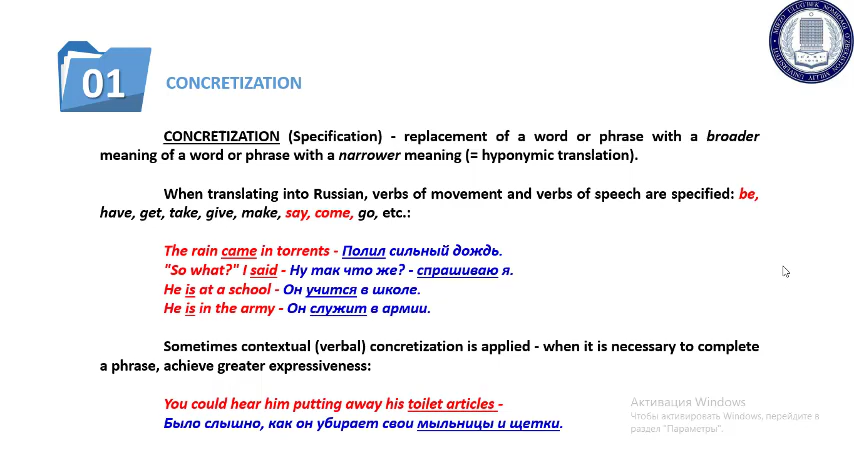 01
CONCRETIZATION
CONCRETIZATION (Specification) - replacement of a word or phrase with a broader
meaning of a word or phrase with a narrower meaning (= hyponymic translation).
When translating into Russian, verbs of movement and verbs of speech are specified: be,
have, get, take, give, make, say, come, go, etc.:
The rain came in torrents - Полил сильный дождь.
"So what?" I said - Ну так что же? - спрашиваю я.
He is at a school - Он учится в школе.
He is in the army - Он служит в армии.
Sometimes contextual (verbal) concretization is applied - when it is necessary to complete
a phrase, achieve greater expressiveness:
You could hear him putting away his toilet articles -
Было слышно, как он убирает свои мыльницы и щетки.
Активация Windows
Чтобы активировать Windows, перейдите в
раздел "Параметры".